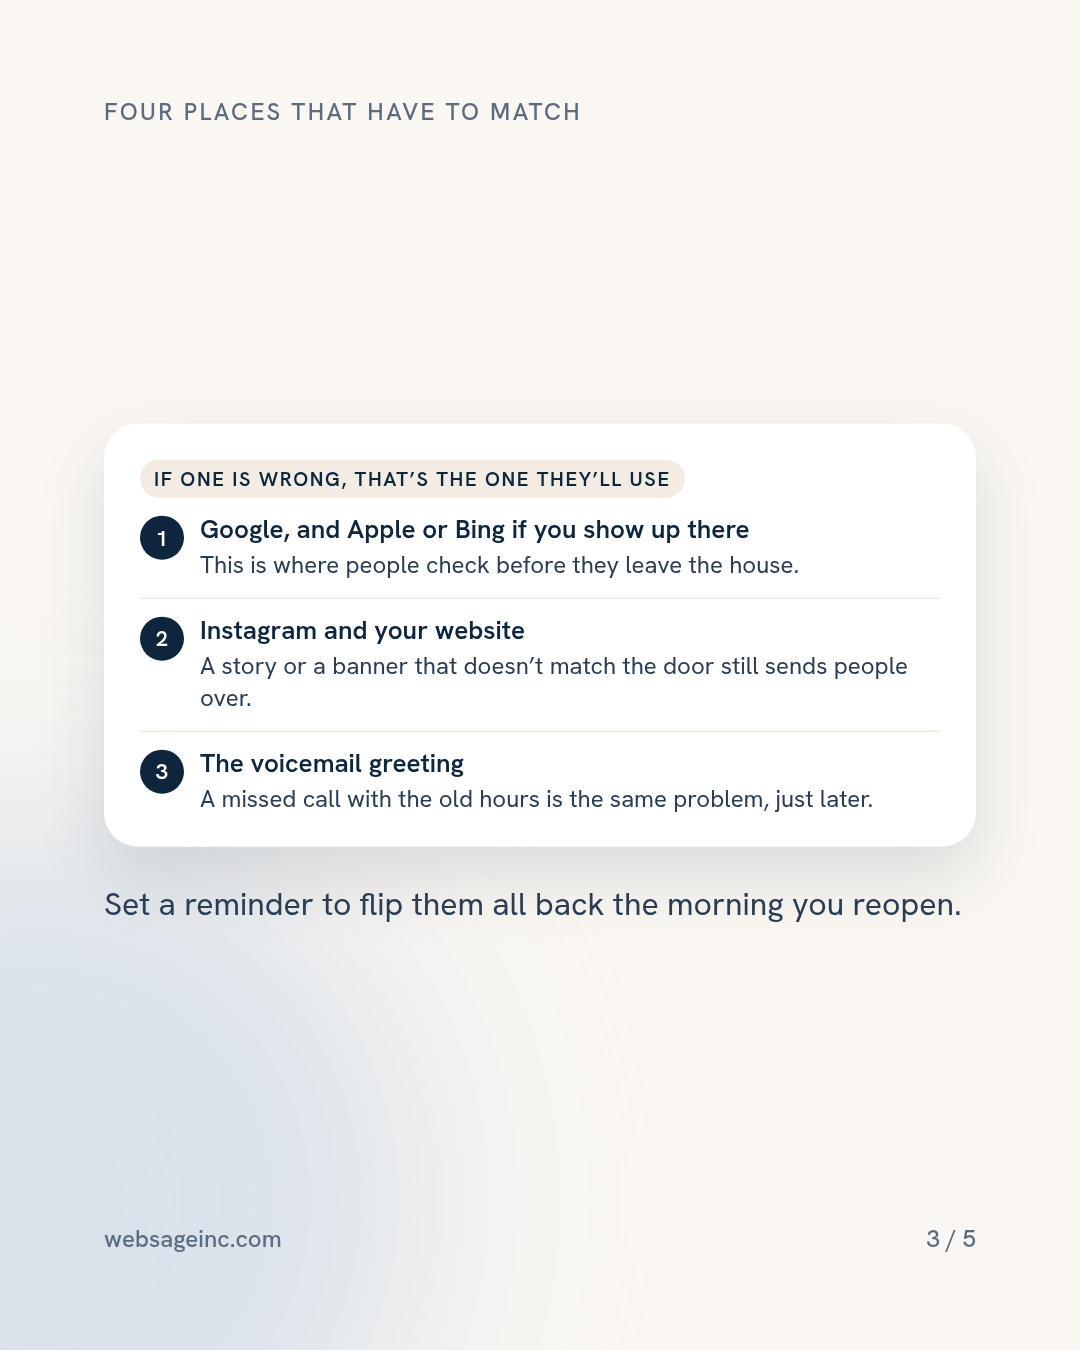 FOUR PLACES THAT HAVE TO MATCH
IF ONE IS WRONG, THAT’S THE ONE THEY’LL USE
1 Google, and Apple or Bing if you show up there
This is where people check before they leave the house.
2 Instagram and your website
A story or a banner that doesn’t match the door still sends people
over.
3 The voicemail greeting
A missed call with the old hours is the same problem, just later.
Set a reminder to flip them all back the morning you reopen.
websageinc.com
3 / 5